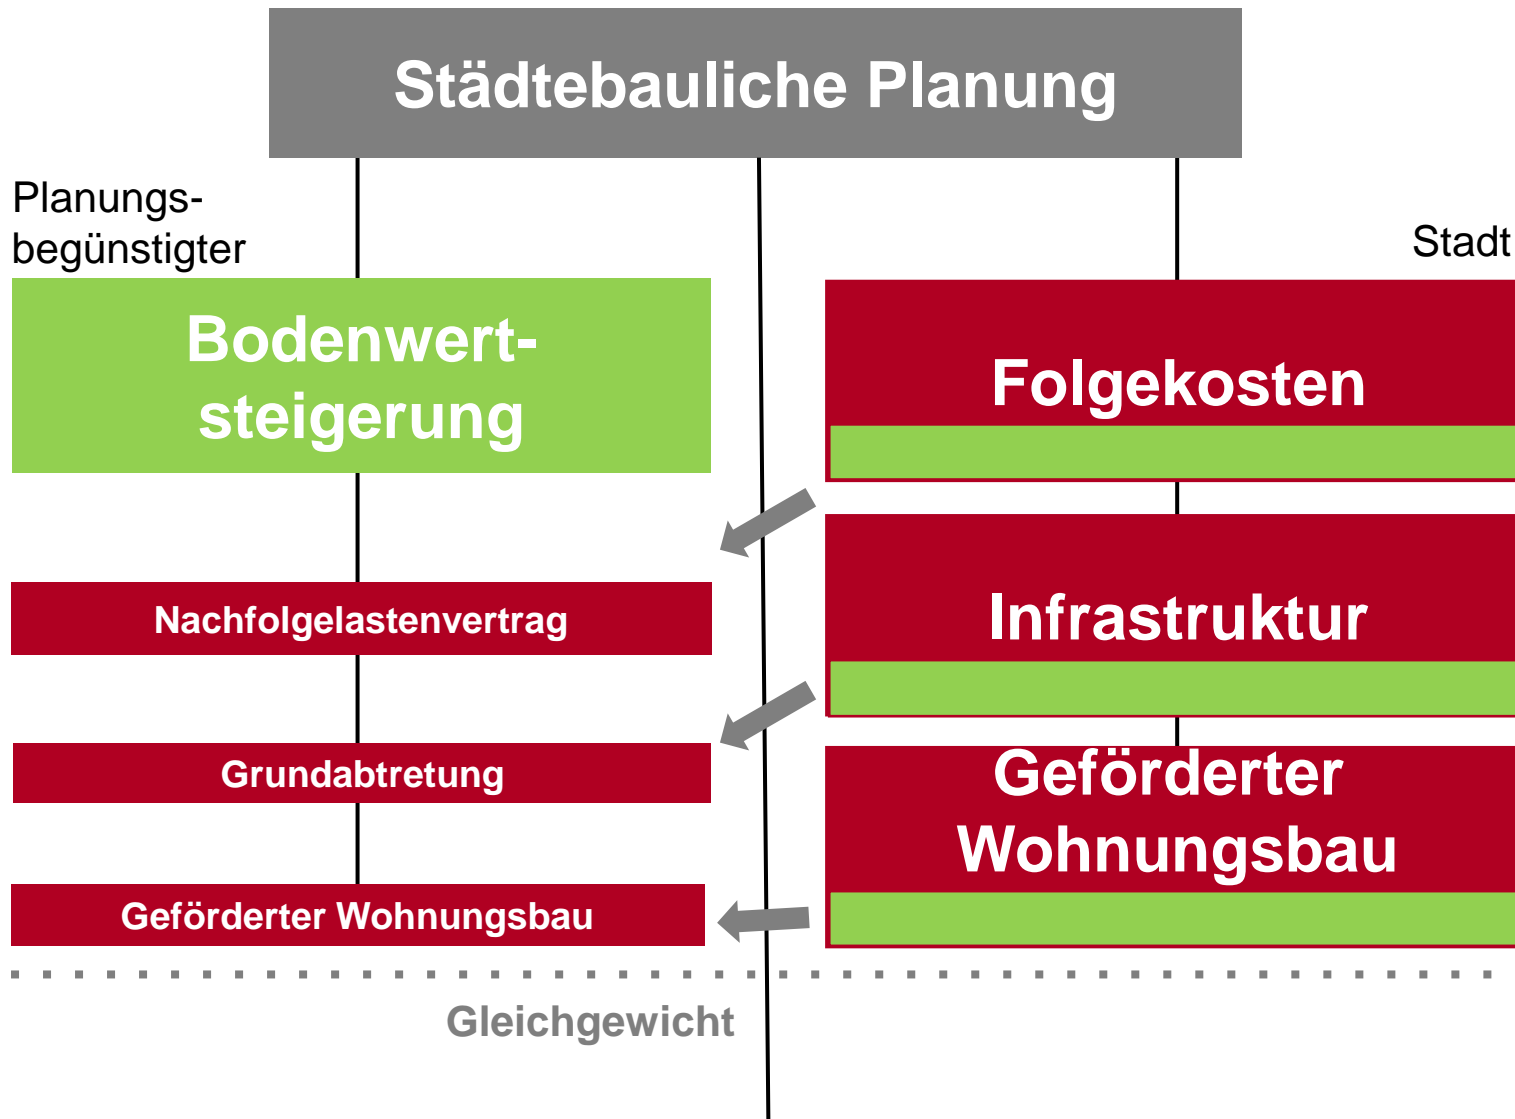 Städtebauliche Planung
Planungs-
begünstigter
Stadt
Bodenwert-
steigerung
Folgekosten
Nachfolgelastenvertrag
Infrastruktur
Grundabtretung
Geförderter
Wohnungsbau
Geförderter Wohnungsbau
Gleichgewicht